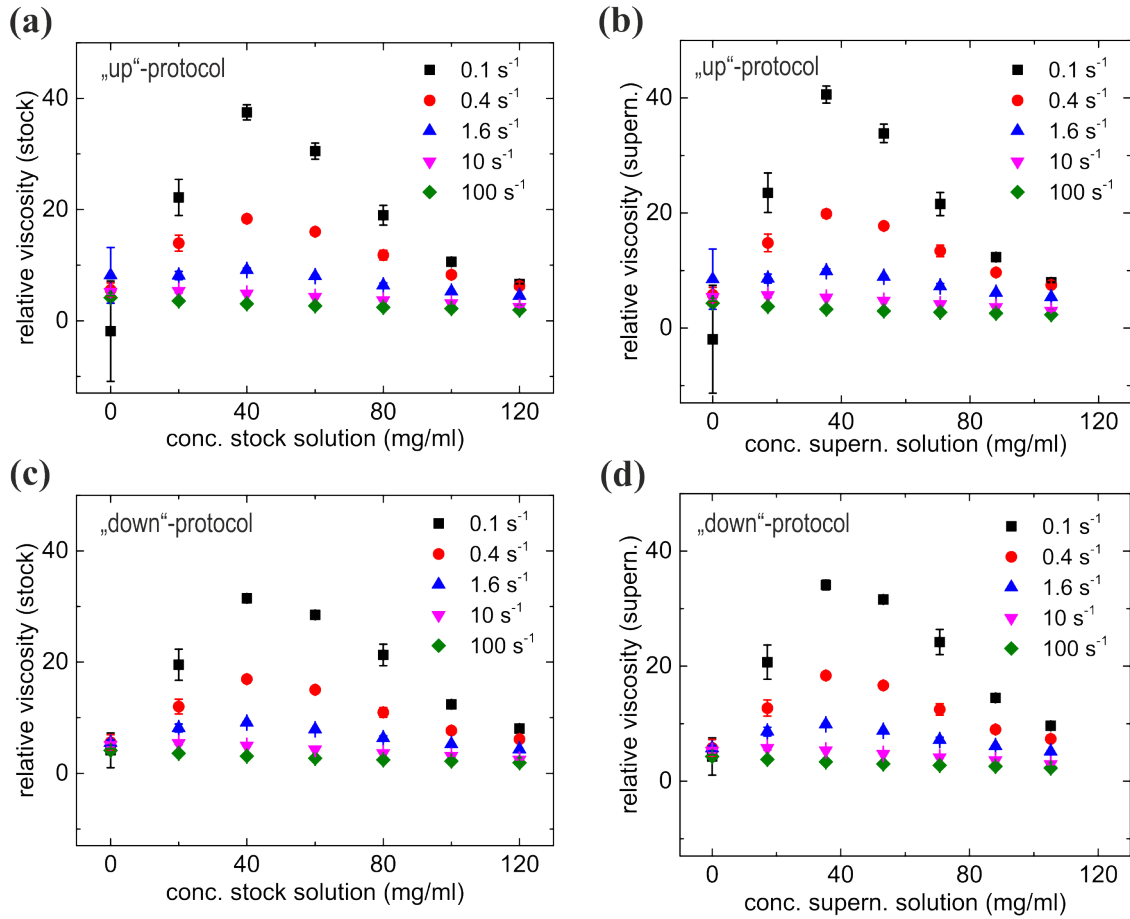 (a)
„up“-protocol
0.1 s⁻¹
0.4 s⁻¹
1.6 s⁻¹
10 s⁻¹
100 s⁻¹
40
20
0
relative viscosity (stock)
0 40 80 120
conc. stock solution (mg/ml)
(b)
„up“-protocol
0.1 s⁻¹
0.4 s⁻¹
1.6 s⁻¹
10 s⁻¹
100 s⁻¹
40
20
0
relative viscosity (supern.)
0 40 80 120
conc. supern. solution (mg/ml)
(c)
„down“-protocol
0.1 s⁻¹
0.4 s⁻¹
1.6 s⁻¹
10 s⁻¹
100 s⁻¹
40
20
0
relative viscosity (stock)
0 40 80 120
conc. stock solution (mg/ml)
(d)
„down“-protocol
0.1 s⁻¹
0.4 s⁻¹
1.6 s⁻¹
10 s⁻¹
100 s⁻¹
40
20
0
relative viscosity (supern.)
0 40 80 120
conc. supern. solution (mg/ml)